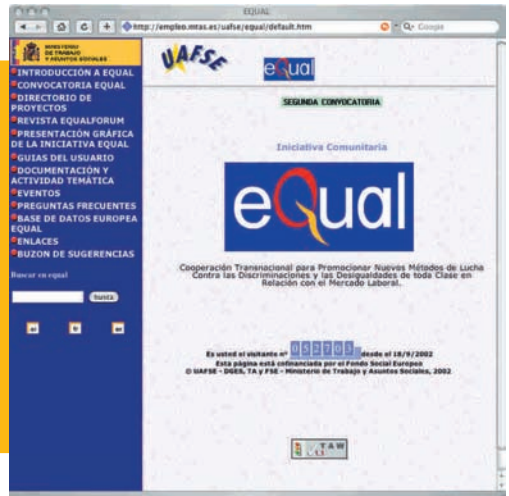 EQUAL
http://empleo.mtas.es/uafse/equal/default.htm
Google
MINISTERIO
DE TRABAJO
Y ASUNTOS SOCIALES
INTRODUCCIÓN A EQUAL
CONVOCATORIA EQUAL
DIRECTORIO DE
PROYECTOS
REVISTA EQUALFORUM
PRESENTACIÓN GRÁFICA
DE LA INICIATIVA EQUAL
GUIAS DEL USUARIO
DOCUMENTACIÓN Y
ACTIVIDAD TEMÁTICA
EVENTOS
PREGUNTAS FRECUENTES
BASE DE DATOS EUROPEA
EQUAL
ENLACES
BUZON DE SUGERENCIAS
Buscar en equal
busca
UAFSE
eQual
SEGUNDA CONVOCATORIA
Iniciativa Comunitaria
eQual
Cooperación Transnacional para Promocionar Nuevos Métodos de Lucha
Contra las Discriminaciones y las Desigualdades de toda Clase en
Relación con el Mercado Laboral.
Es usted el visitante nº 052703 desde el 18/9/2002
Esta página está cofinanciada por el Fondo Social Europeo
© UAFSE - DGES, TA y FSE - Ministerio de Trabajo y Asuntos Sociales, 2002
TAW